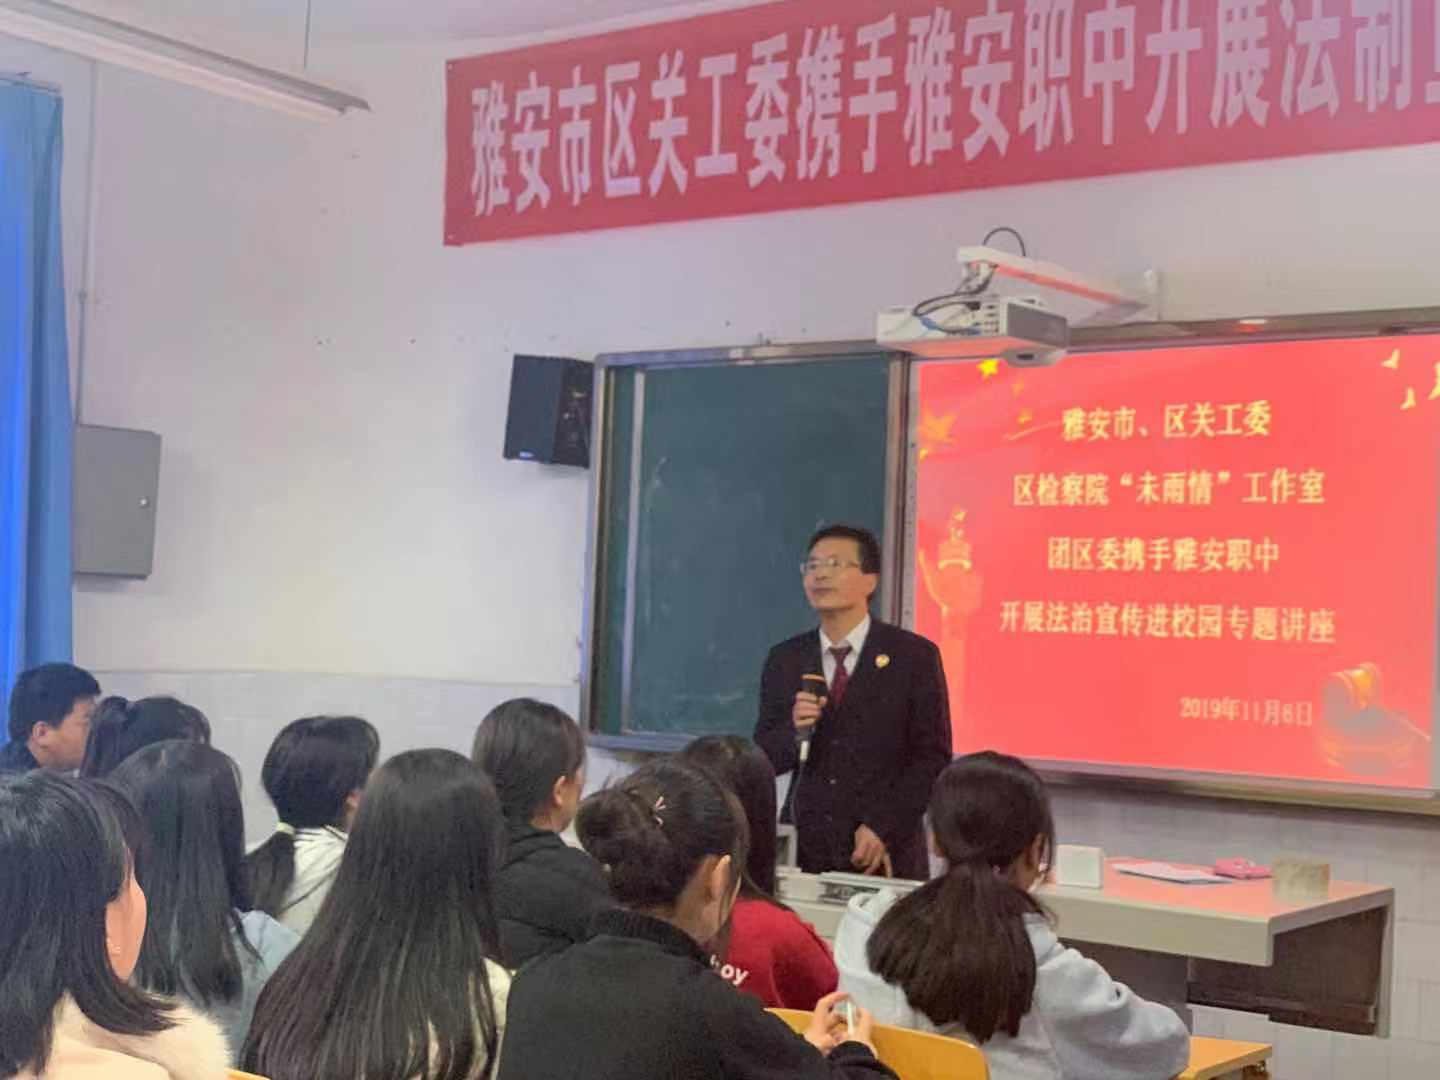 雅安市区关工委携手雅安职中开展法制
雅安市、区关工委
区检察院“未雨情”工作室
团区委携手雅安职中
开展法治宣传进校园专题讲座
2019年11月6日
oy